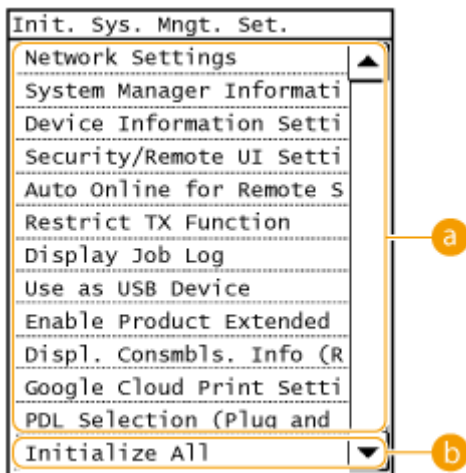 Init. Sys. Mngt. Set.
Network Settings
System Manager Informati
Device Information Setti
Security/Remote UI Setti
Auto Online for Remote S
Restrict TX Function
Display Job Log
Use as USB Device
Enable Product Extended
Displ. Consmbls. Info (R
Google Cloud Print Setti
PDL Selection (Plug and
Initialize All
a
b